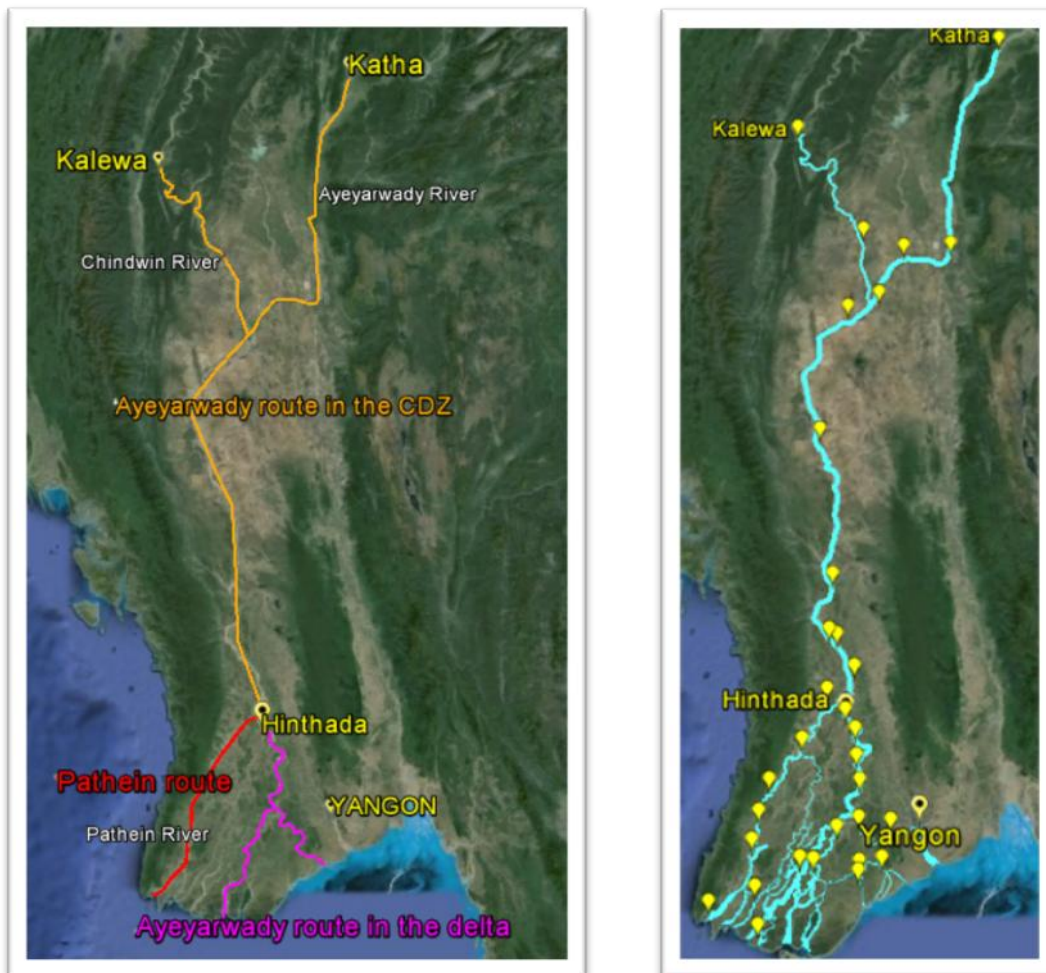 Katha
Kalewa
Ayeyarwady River
Chindwin River
Ayeyarwady route in the CDZ
Hinthada
Pathein route
YANGON
Pathein River
Ayeyarwady route in the delta
Katha
Kalewa
Hinthada
Yangon